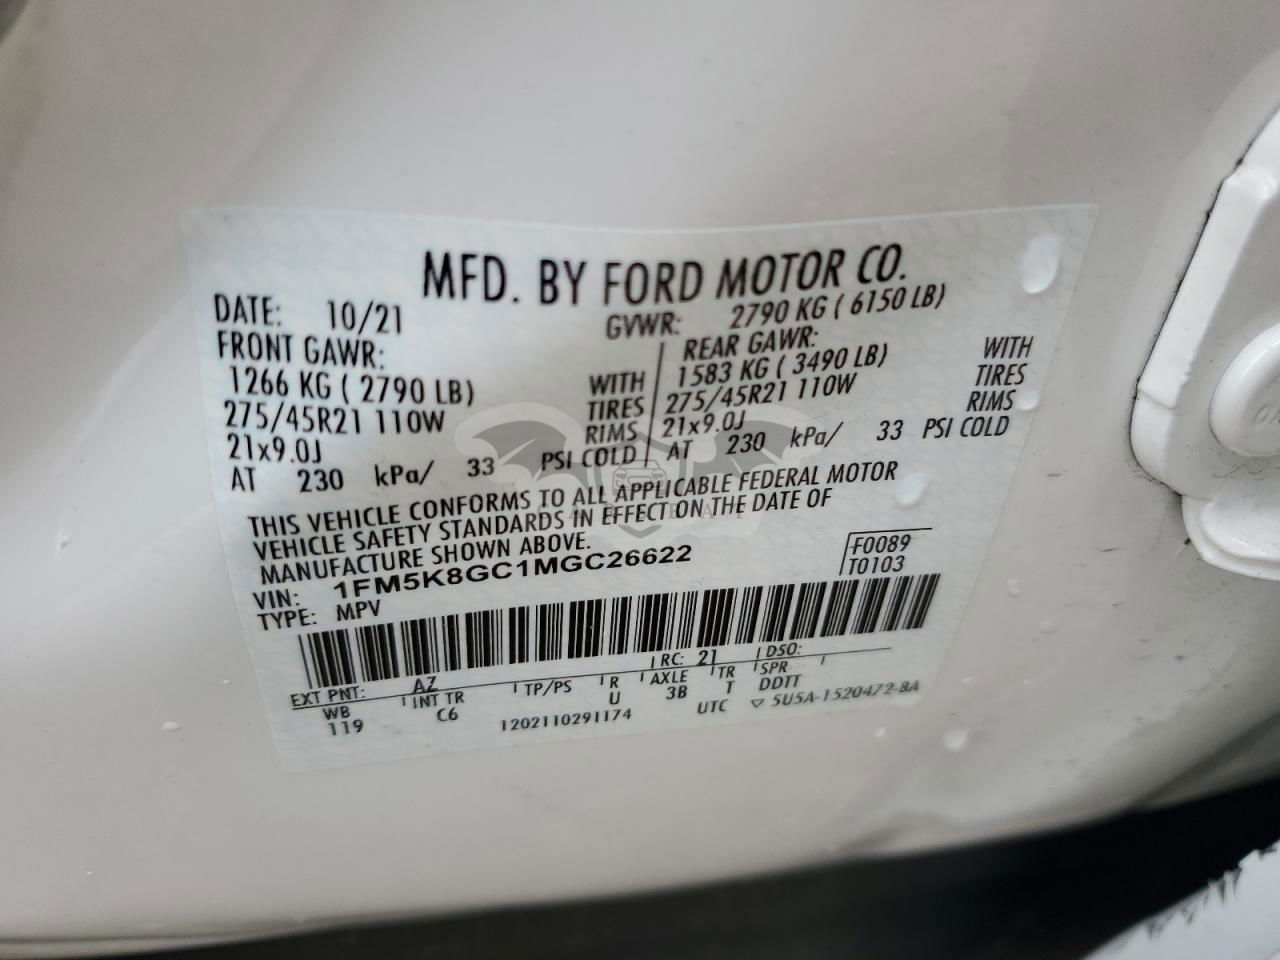 MFD. BY FORD MOTOR CO.
DATE: 10/21 GVWR: 2790 KG ( 6150 LB)
FRONT GAWR: REAR GAWR:
1266 KG ( 2790 LB) WITH 1583 KG ( 3490 LB) WITH
275/45R21 110W TIRES 275/45R21 110W TIRES
21x9.0J RIMS 21x9.0J RIMS
AT 230 kPa/ 33 PSI COLD AT 230 kPa/ 33 PSI COLD
THIS VEHICLE CONFORMS TO ALL APPLICABLE FEDERAL MOTOR
VEHICLE SAFETY STANDARDS IN EFFECT ON THE DATE OF
MANUFACTURE SHOWN ABOVE.
VIN: 1FM5K8GC1MGC26622 F0089
TYPE: MPV T0103
EXT PNT: AZ RC: 21 DSO:
WB INT TR TP/PS R AXLE TR SPR
119 C6 U 3B T DDTT
1202110291174 UTC ▽ 5U5A-1520472-BA